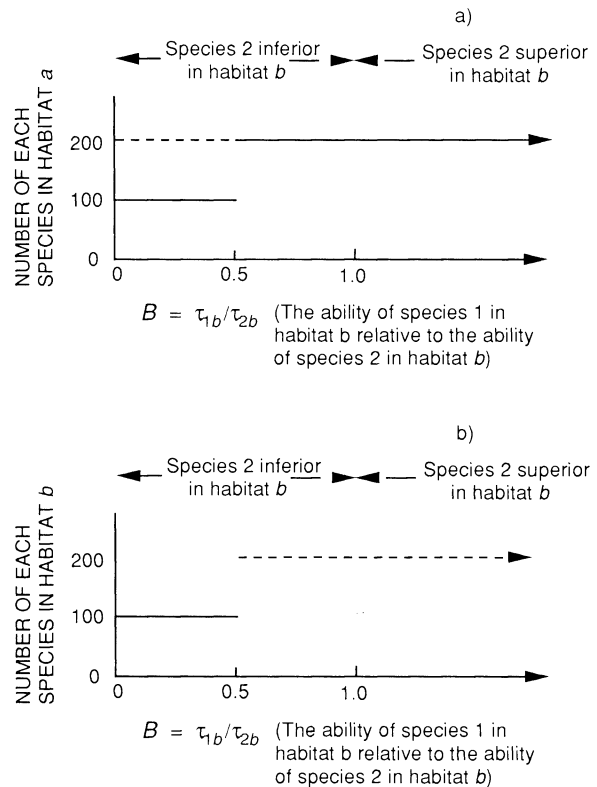 a)
Species 2 inferior
in habitat b
Species 2 superior
in habitat b
NUMBER OF EACH
SPECIES IN HABITAT a
200
100
0
0 0.5 1.0
B = τ1b/τ2b (The ability of species 1 in
habitat b relative to the ability
of species 2 in habitat b)
b)
Species 2 inferior
in habitat b
Species 2 superior
in habitat b
NUMBER OF EACH
SPECIES IN HABITAT b
200
100
0
0 0.5 1.0
B = τ1b/τ2b (The ability of species 1 in
habitat b relative to the ability
of species 2 in habitat b)